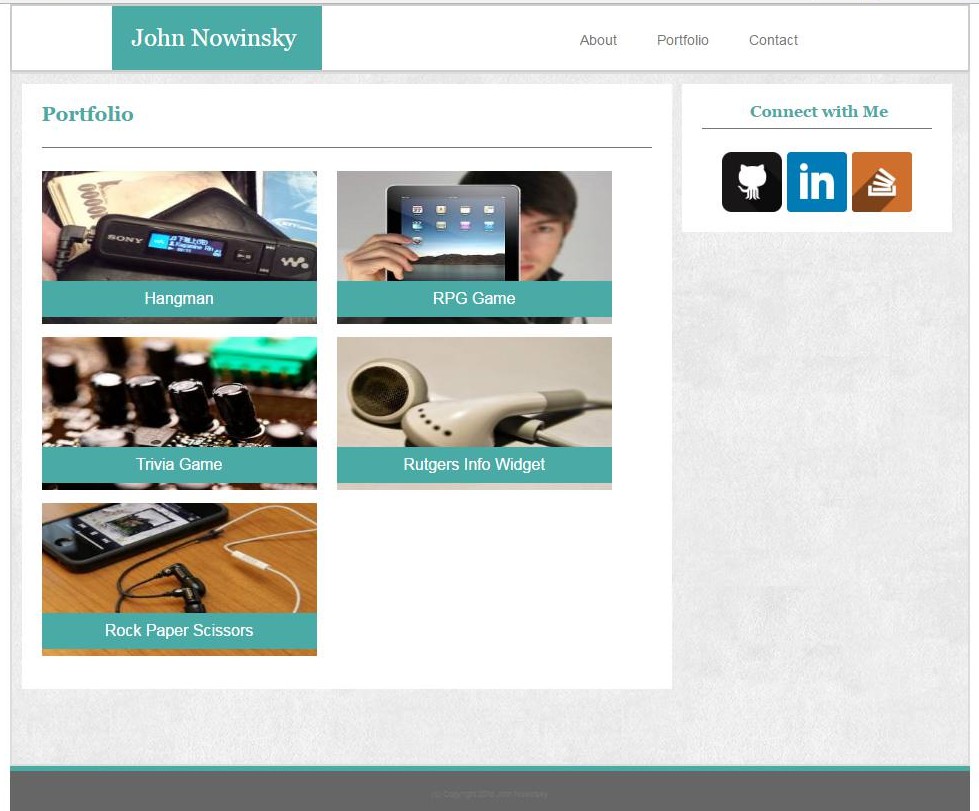 John Nowinsky
About
Portfolio
Contact
Portfolio
Connect with Me
in
SONY
Hangman
RPG Game
Trivia Game
Rutgers Info Widget
Rock Paper Scissors